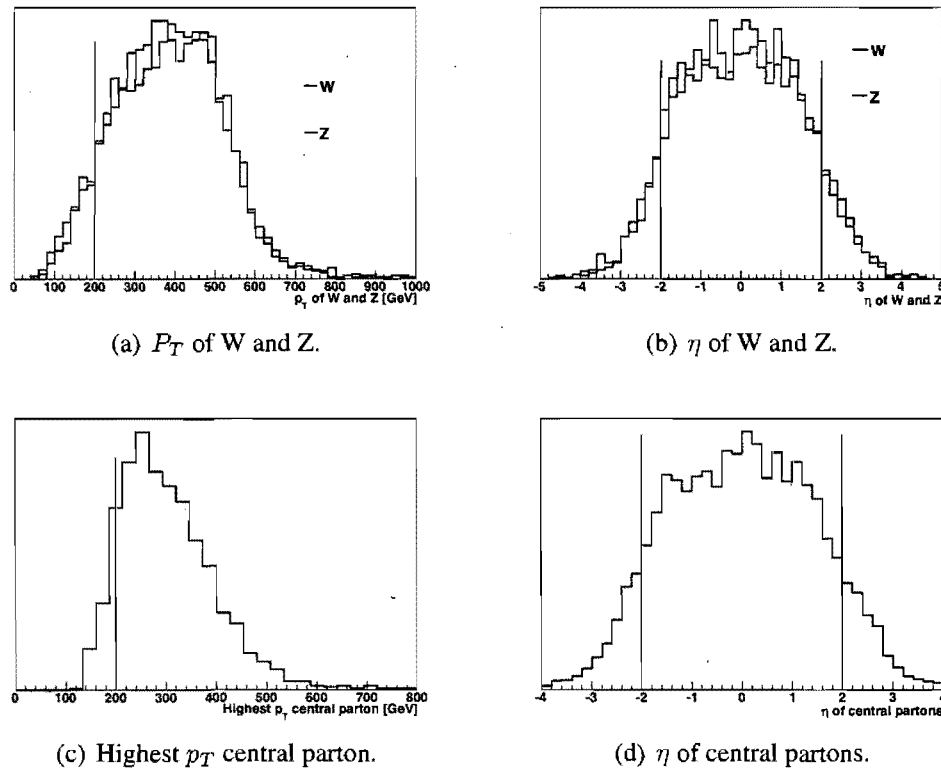 W
Z
0 100 200 300 400 500 600 700 800 900 1000
p_T of W and Z [GeV]
(a) P_T of W and Z.
W
Z
-5 -4 -3 -2 -1 0 1 2 3 4 5
η of W and Z
(b) η of W and Z.
0 100 200 300 400 500 600 700 800
Highest p_T central parton [GeV]
(c) Highest p_T central parton.
-4 -3 -2 -1 0 1 2 3 4
η of central partons
(d) η of central partons.